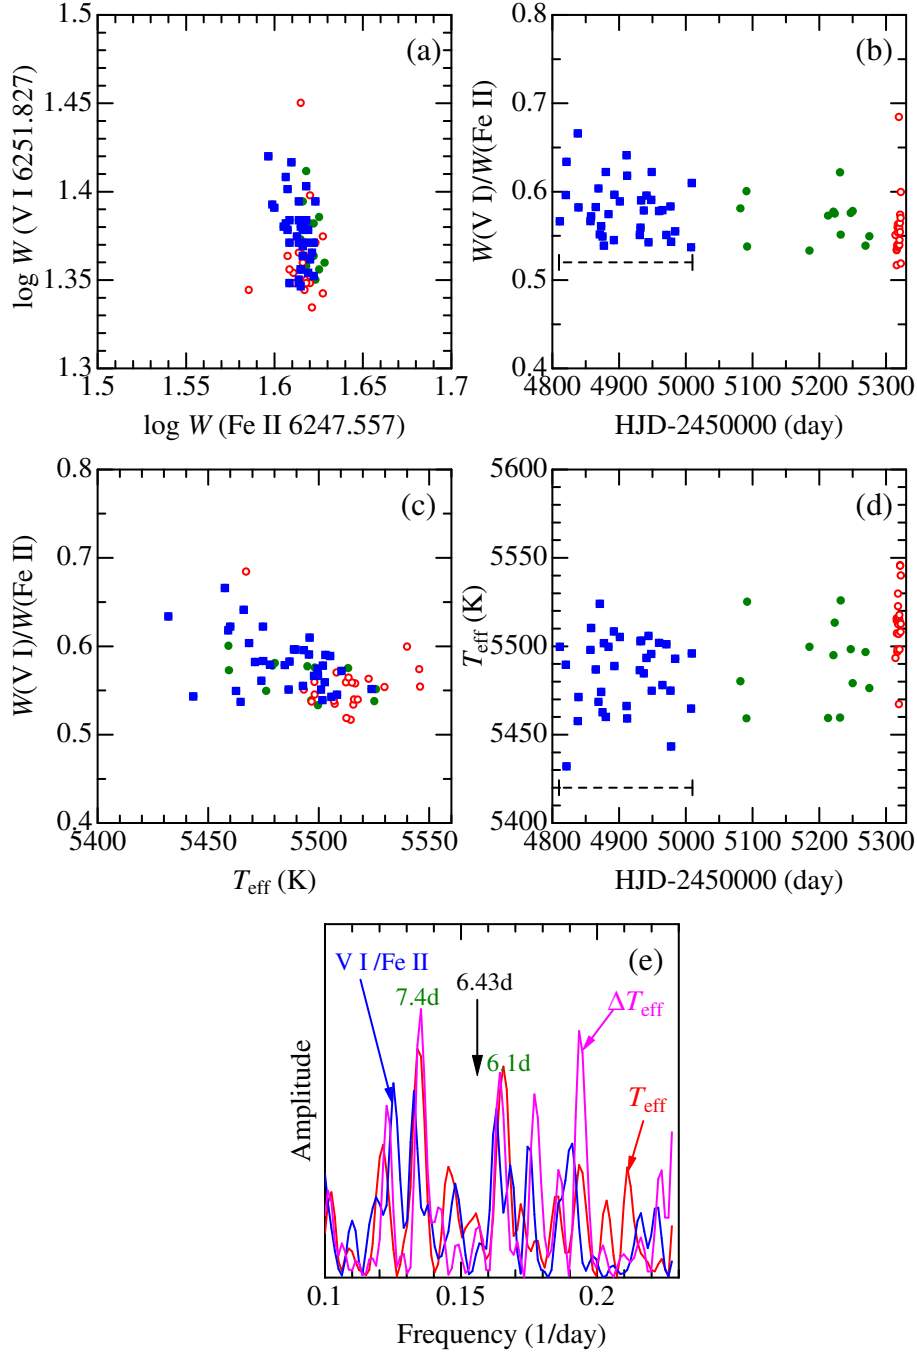 (a)
1.5
1.45
1.4
1.35
1.3
log W (V I 6251.827)
1.5 1.55 1.6 1.65 1.7
log W (Fe II 6247.557)
(b)
0.8
0.7
0.6
0.5
0.4
W(V I)/W(Fe II)
4800 4900 5000 5100 5200 5300
HJD-2450000 (day)
(c)
0.8
0.7
0.6
0.5
0.4
W(V I)/W(Fe II)
5400 5450 5500 5550
Teff (K)
(d)
5600
5550
5500
5450
5400
Teff (K)
4800 4900 5000 5100 5200 5300
HJD-2450000 (day)
(e)
V I /Fe II
7.4d
6.43d
6.1d
ΔTeff
Teff
Amplitude
0.1 0.15 0.2
Frequency (1/day)